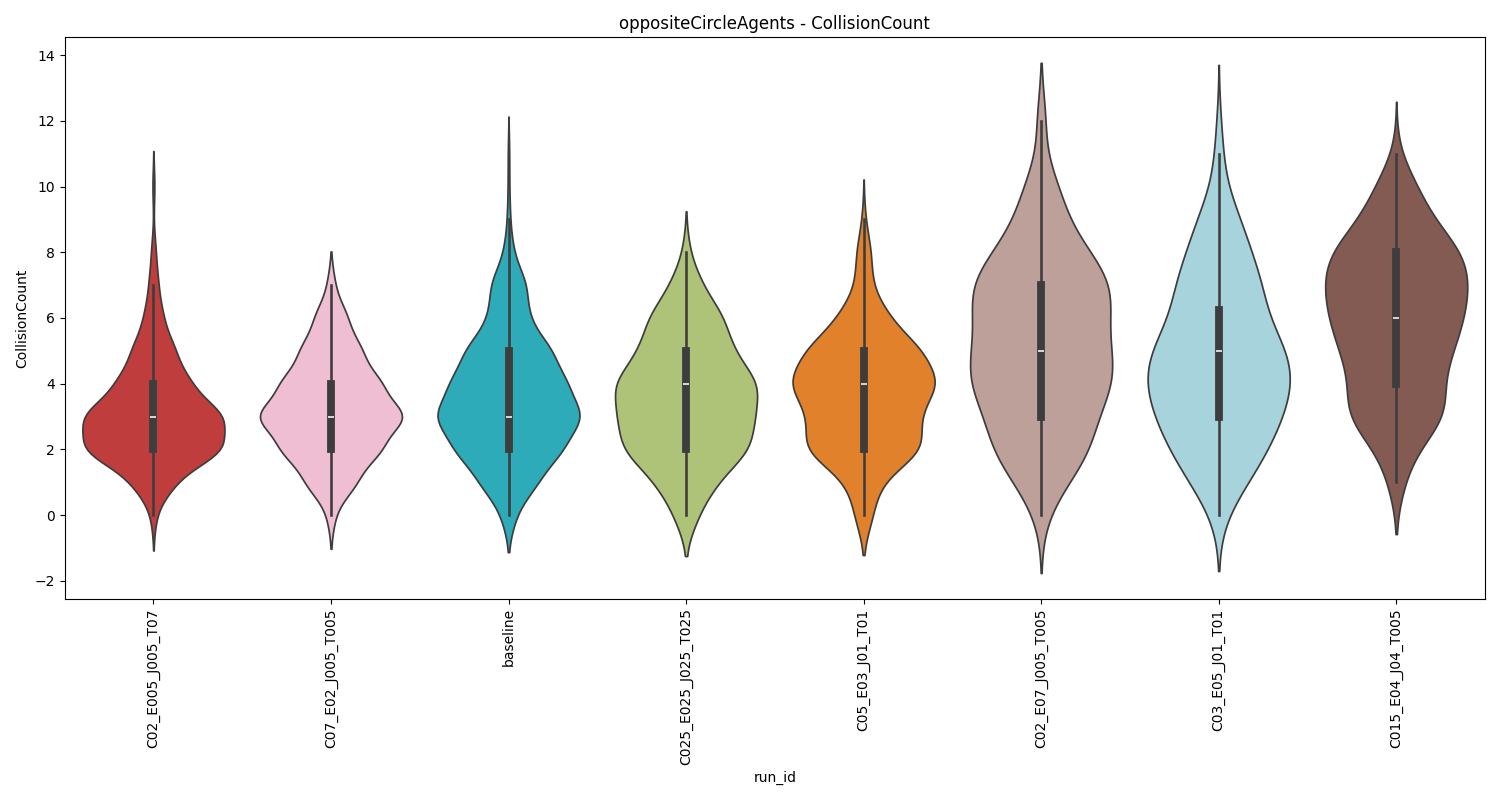 oppositeCircleAgents - CollisionCount
CollisionCount
14
12
10
8
6
4
2
0
−2
C02_E005_J005_T07
C07_E02_J005_T005
baseline
C025_E025_J025_T025
C05_E03_J01_T01
C02_E07_J005_T005
C03_E05_J01_T01
C015_E04_J04_T005
run_id